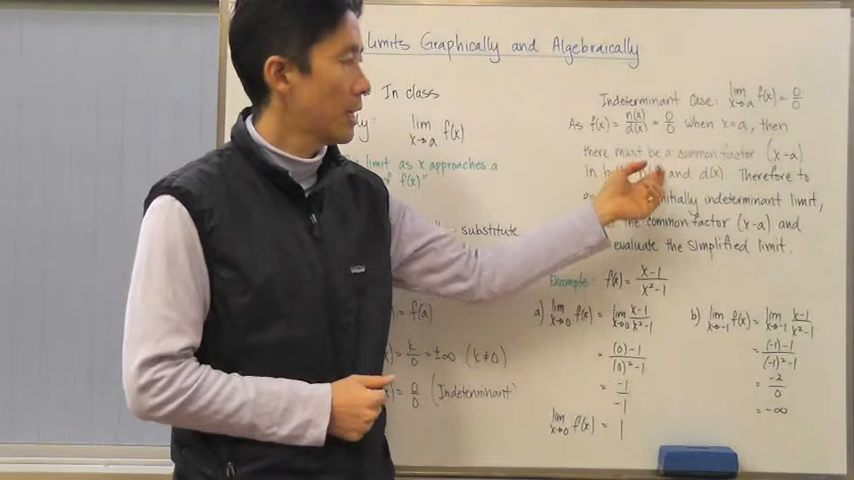 Limits Graphically and Algebraically
In class
y: lim x→a f(x)
limit as x approaches a
of f(x)"
substitute
= f(a)
= k/0 = ±∞ (k≠0)
= 0/0 (Indeterminant)
Indeterminant Case: lim x→a f(x) = 0/0
As f(x) = n(x)/d(x) = 0/0 when x=a, then
there must be a common factor (x-a)
in and d(x) Therefore to
initially indeterminant limit,
the common factor (x-a) and
evaluate the simplified limit.
Example: f(x) = x-1/x²-1
a) lim x→0 f(x) = lim x→0 x-1/x²-1
= (0)-1/(0)²-1
= -1/-1
lim x→0 f(x) = 1
b) lim x→-1 f(x) = lim x→-1 x-1/x²-1
= (-1)-1/(-1)²-1
= -2/0
= -∞